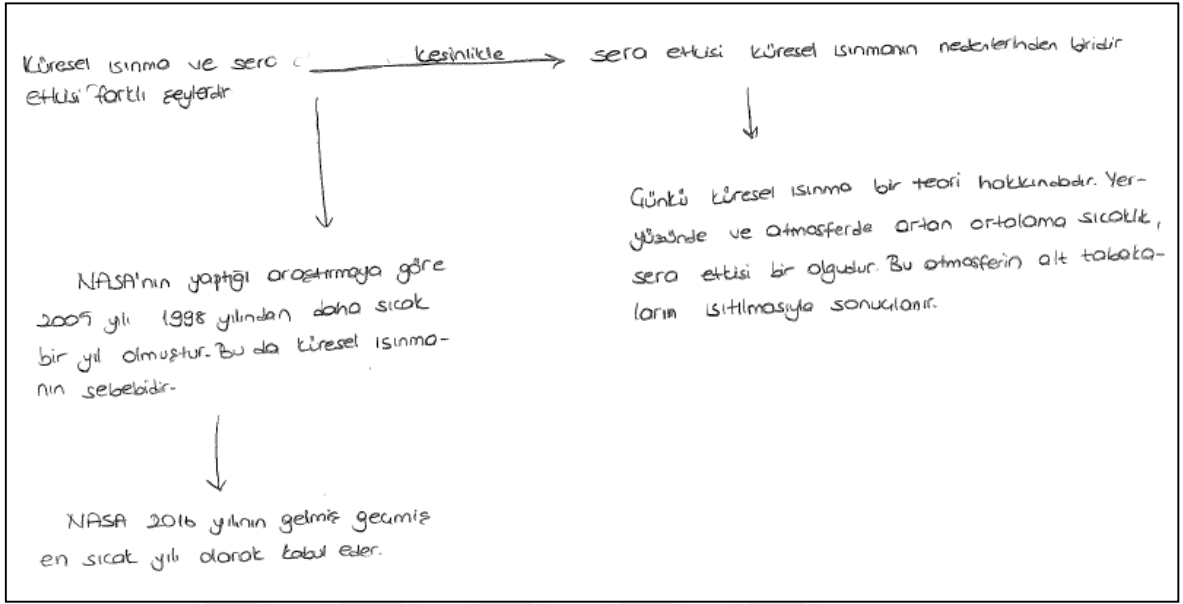 Küresel ısınma ve sera
etkisi farklı şeylerdir
kesinlikle
sera etkisi küresel ısınmanın nedenlerinden biridir
Günkü küresel ısınma bir teori hakkındadır. Yer-
yüzünde ve atmosferde artan ortalama sıcaklık,
sera etkisi bir olgudur. Bu atmosferin alt tabaka-
ların ısıtılmasıyla sonuçlanır.
NASA'nın yaptığı araştırmaya göre
2005 yılı 1998 yılından daha sıcak
bir yıl olmuştur. Bu da küresel ısınma-
nın sebebidir.
NASA 2016 yılının gelmiş geçmiş
en sıcak yılı olarak kabul eder.